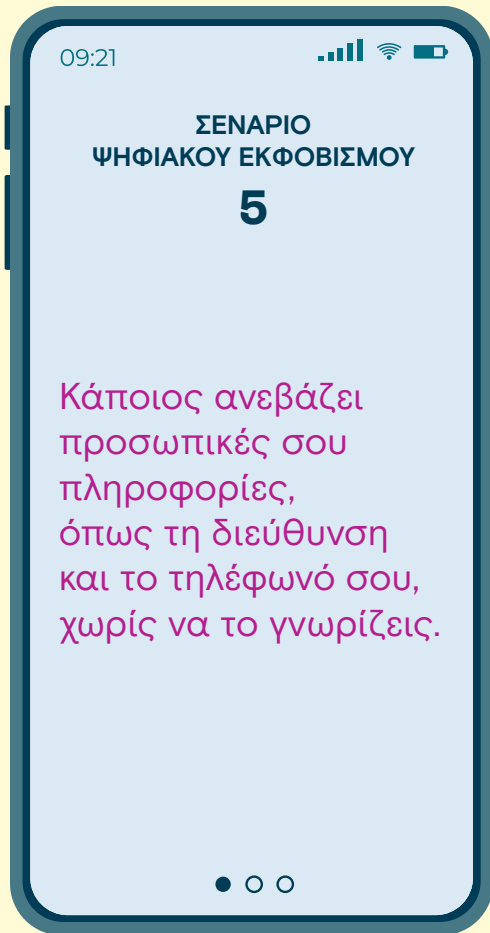 09:21
ΣΕΝΑΡΙΟ
ΨΗΦΙΑΚΟΥ ΕΚΦΟΒΙΣΜΟΥ
5
Κάποιος ανεβάζει
προσωπικές σου
πληροφορίες,
όπως τη διεύθυνση
και το τηλέφωνό σου,
χωρίς να το γνωρίζεις.